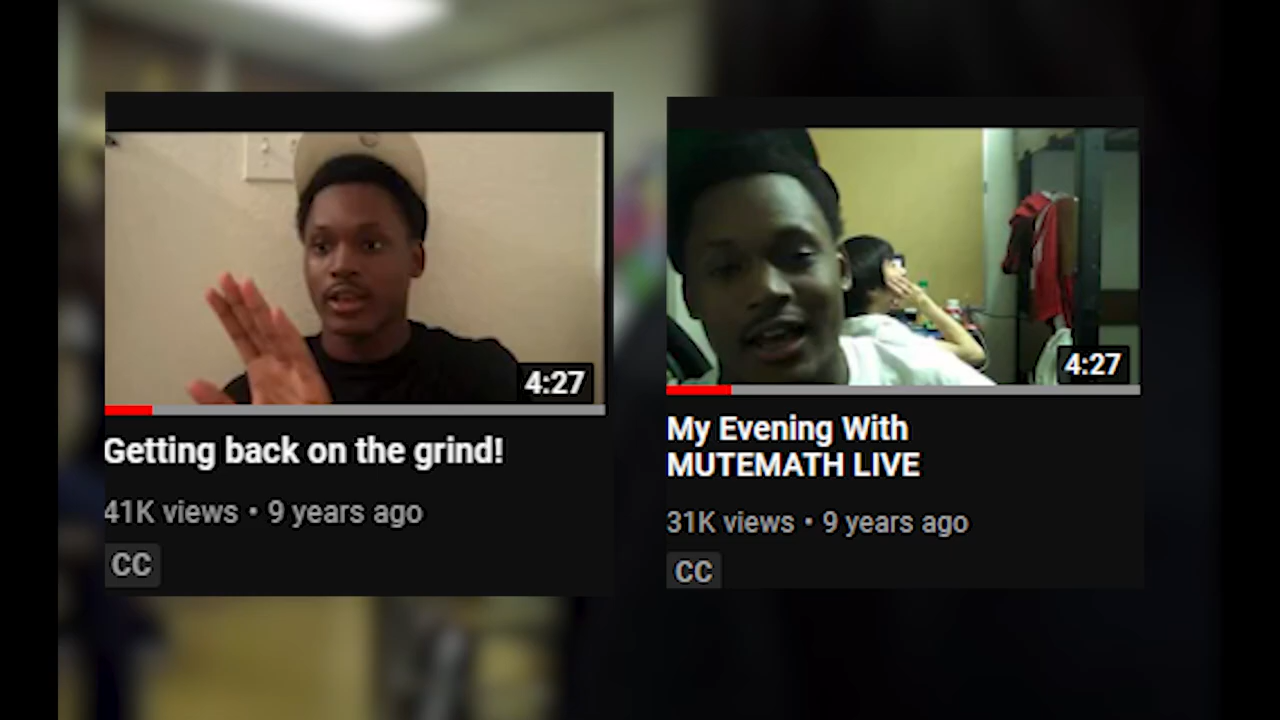 4:27
Getting back on the grind!
41K views • 9 years ago
CC
4:27
My Evening With
MUTEMATH LIVE
31K views • 9 years ago
CC